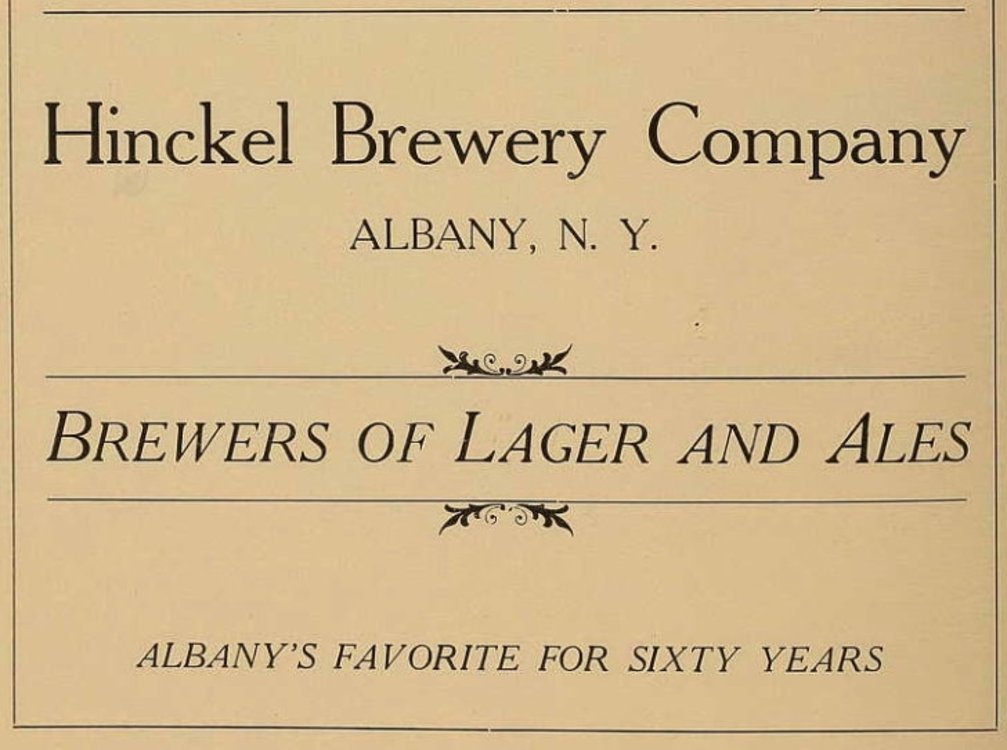 Hinckel Brewery Company
ALBANY, N. Y.
BREWERS OF LAGER AND ALES
ALBANY'S FAVORITE FOR SIXTY YEARS